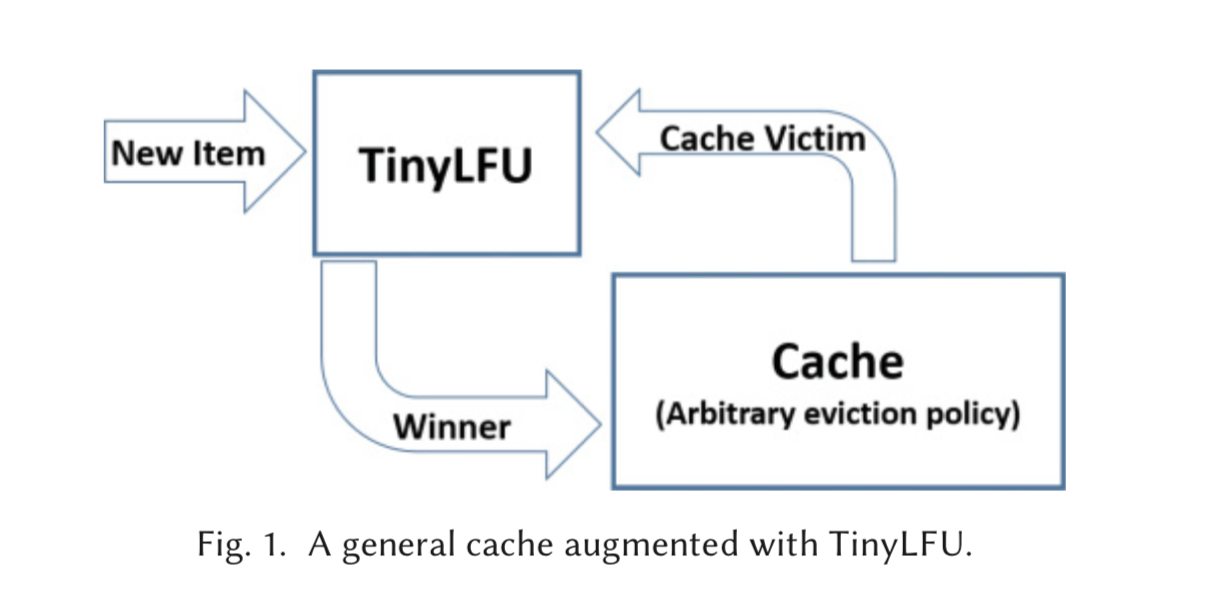 New Item
TinyLFU
Cache Victim
Cache
(Arbitrary eviction policy)
Winner
Fig. 1. A general cache augmented with TinyLFU.